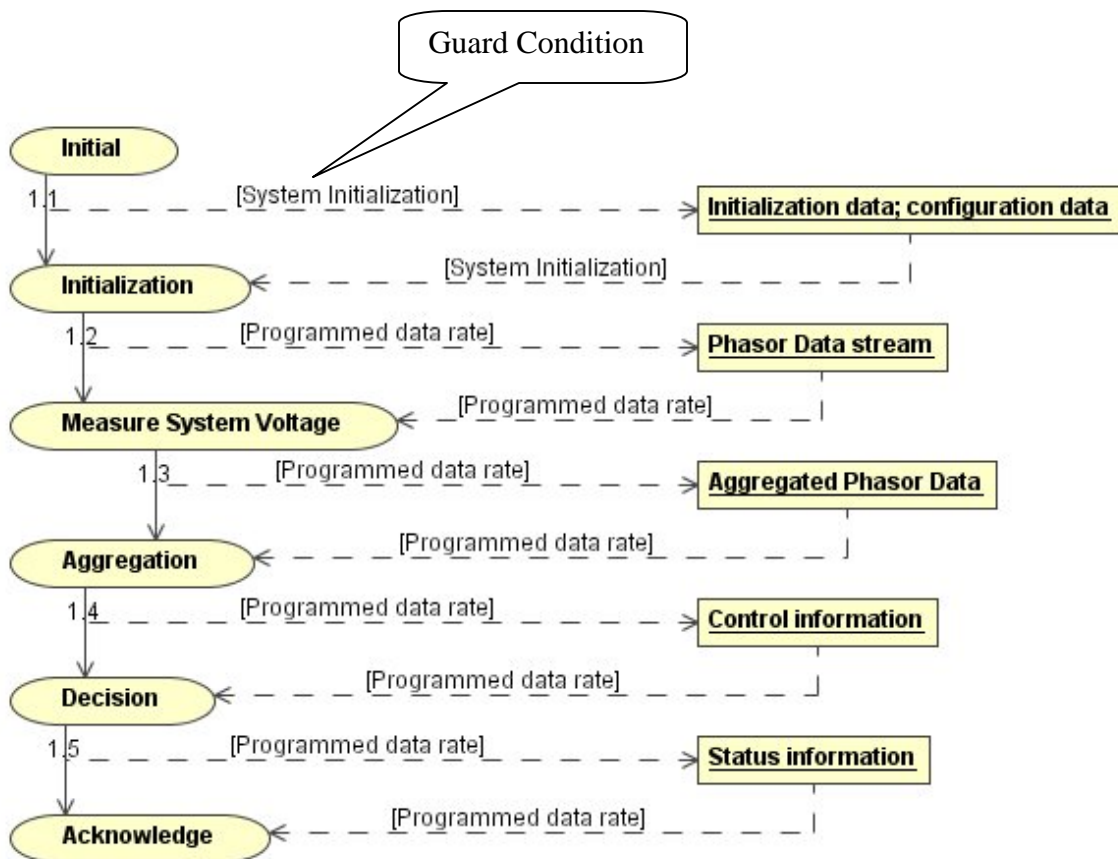 Guard Condition
Initial
1.1
[System Initialization]
Initialization data; configuration data
[System Initialization]
Initialization
1.2
[Programmed data rate]
Phasor Data stream
[Programmed data rate]
Measure System Voltage
1.3
[Programmed data rate]
Aggregated Phasor Data
[Programmed data rate]
Aggregation
1.4
[Programmed data rate]
Control information
[Programmed data rate]
Decision
1.5
[Programmed data rate]
Status information
[Programmed data rate]
Acknowledge